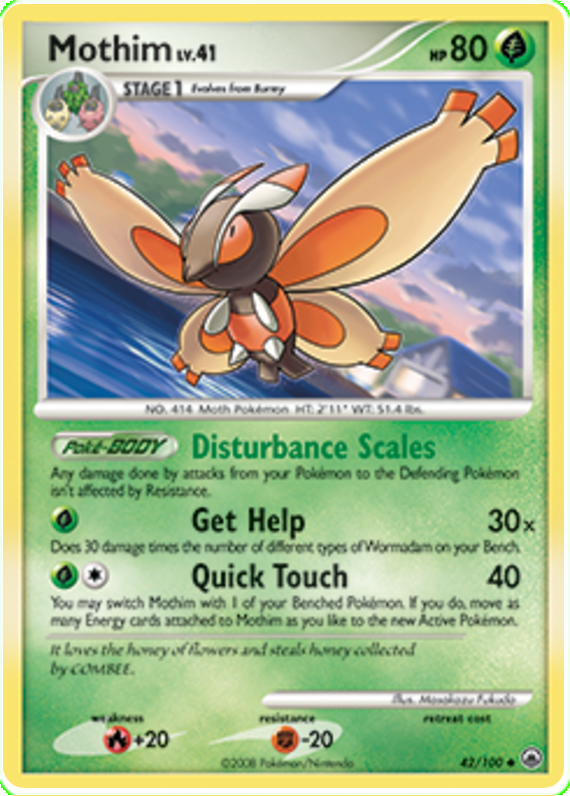 Mothim LV.41
HP 80
STAGE 1 Evolves from Burmy
NO. 414 Moth Pokémon HT: 2'11" WT: 51.4 lbs.
Poké-BODY Disturbance Scales
Any damage done by attacks from your Pokémon to the Defending Pokémon
isn't affected by Resistance.
Get Help 30x
Does 30 damage times the number of different types of Wormadam on your Bench.
Quick Touch 40
You may switch Mothim with 1 of your Benched Pokémon. If you do, move as
many Energy cards attached to Mothim as you like to the new Active Pokémon.
It loves the honey of flowers and steals honey collected
by COMBEE.
Illus. Masakazu Fukuda
weakness resistance retreat cost
+20 -20
©2008 Pokémon/Nintendo 42/100